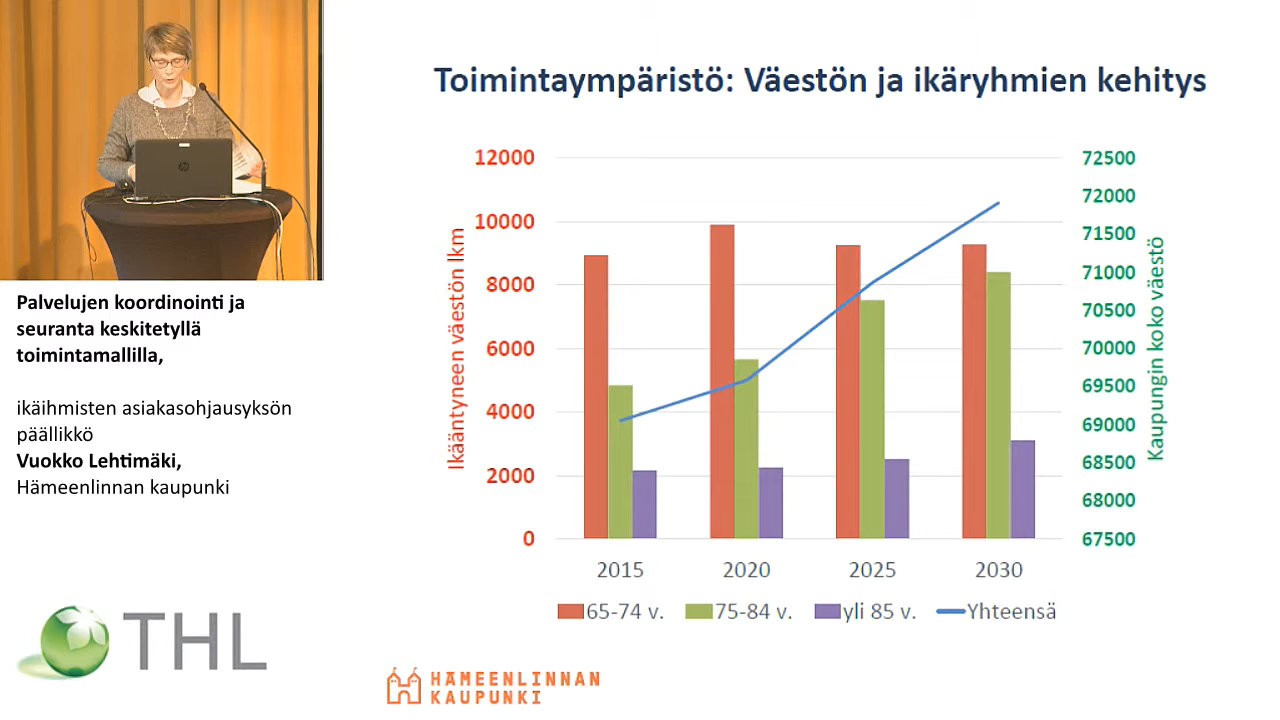 Toimintaympäristö: Väestön ja ikäryhmien kehitys
Palvelujen koordinointi ja
seuranta keskitetyllä
toimintamallilla,
ikäihmisten asiakasohjausyksön
päällikkö
Vuokko Lehtimäki,
Hämeenlinnan kaupunki
THL
Ikääntyneen väestön lkm
12000
10000
8000
6000
4000
2000
0
72500
72000
71500
71000
70500
70000
69500
69000
68500
68000
67500
Kaupungin koko väestö
2015 2020 2025 2030
65-74 v. 75-84 v. yli 85 v. Yhteensä
HÄMEENLINNAN
KAUPUNKI
hp